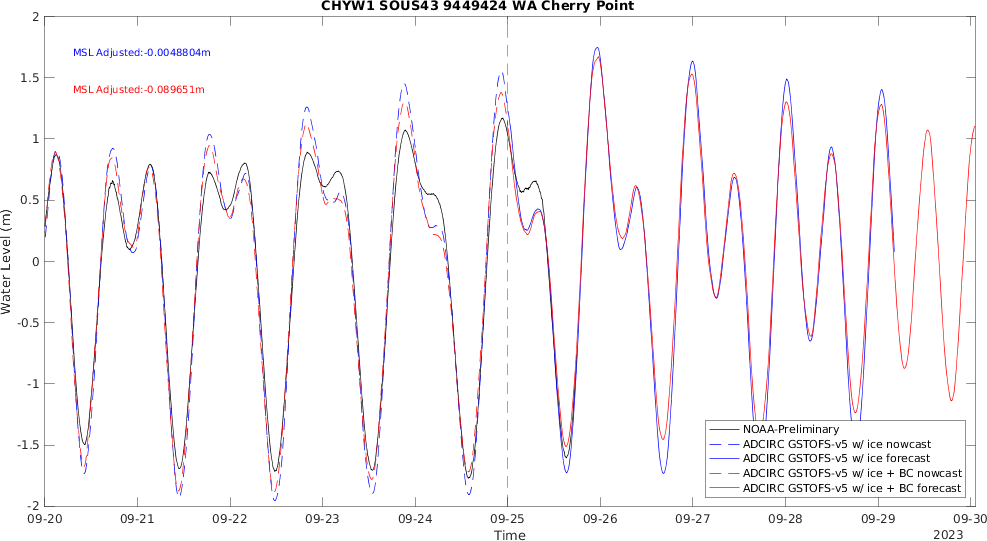 CHYW1 SOUS43 9449424 WA Cherry Point
MSL Adjusted:-0.0048804m
MSL Adjusted:-0.089651m
Water Level (m)
2
1.5
1
0.5
0
-0.5
-1
-1.5
-2
NOAA-Preliminary
ADCIRC GSTOFS-v5 w/ ice nowcast
ADCIRC GSTOFS-v5 w/ ice forecast
ADCIRC GSTOFS-v5 w/ ice + BC nowcast
ADCIRC GSTOFS-v5 w/ ice + BC forecast
09-20 09-21 09-22 09-23 09-24 09-25 09-26 09-27 09-28 09-29 09-30
Time
2023